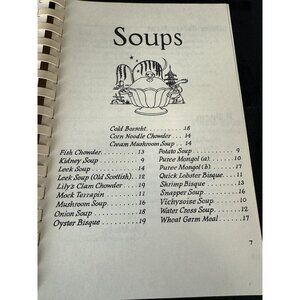 Soups
Cold Borscht . . . . . . . . . . . 18
Corn Noodle Chowder . . . 14
Cream Mushroom Soup . . . 14
Fish Chowder . . . . . . . . . . . 13
Kidney Soup . . . . . . . . . . . 9
Leek Soup . . . . . . . . . . . . 14
Leek Soup (Old Scottish) . . 12
Lily's Clam Chowder . . . . 19
Mock Terrapin . . . . . . . . . 11
Mushroom Soup . . . . . . . . 16
Onion Soup . . . . . . . . . . . 18
Oyster Bisque . . . . . . . . . . 19
Potato Soup . . . . . . . . . . . 9
Puree Mongol (a) . . . . . . . 10
Puree Mongol (b) . . . . . . . 17
Quick Lobster Bisque . . . . 11
Shrimp Bisque . . . . . . . . . 13
Snapper Soup . . . . . . . . . . 16
Vichyssoise Soup . . . . . . . . 10
Water Cress Soup . . . . . . . 12
Wheat Germ Meal . . . . . . 17
7